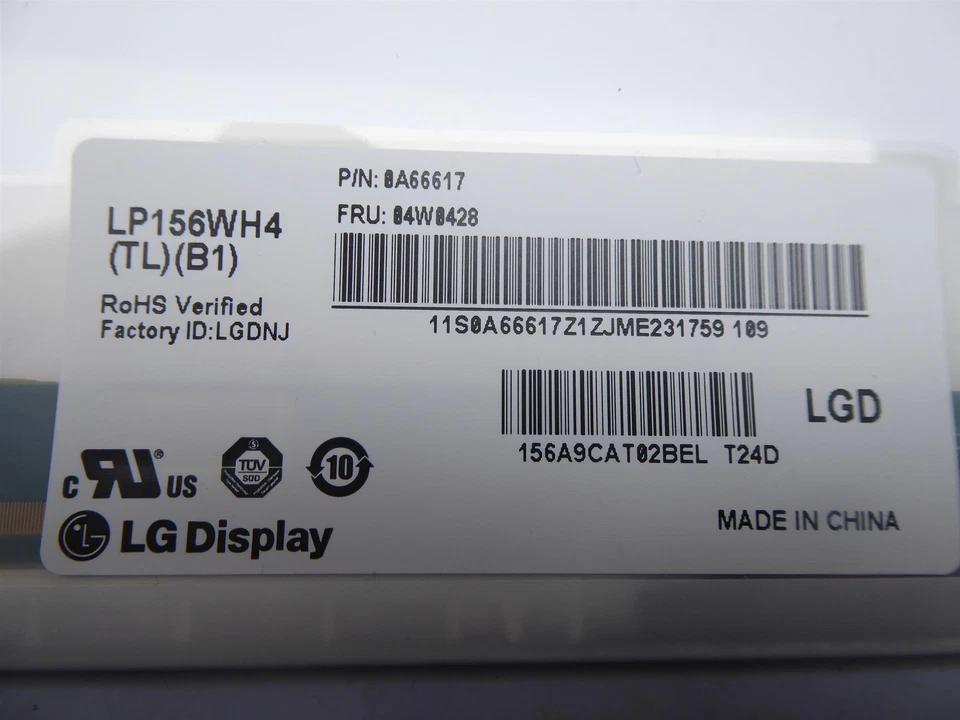 P/N: 0A66617
FRU: 04W0428
LP156WH4
(TL)(B1)
RoHS Verified
Factory ID:LGDNJ
11S0A66617Z1ZJME231759 109
156A9CAT02BEL T24D
LGD
c RU® US
S
TÜV
SÜD
10
LG Display
MADE IN CHINA